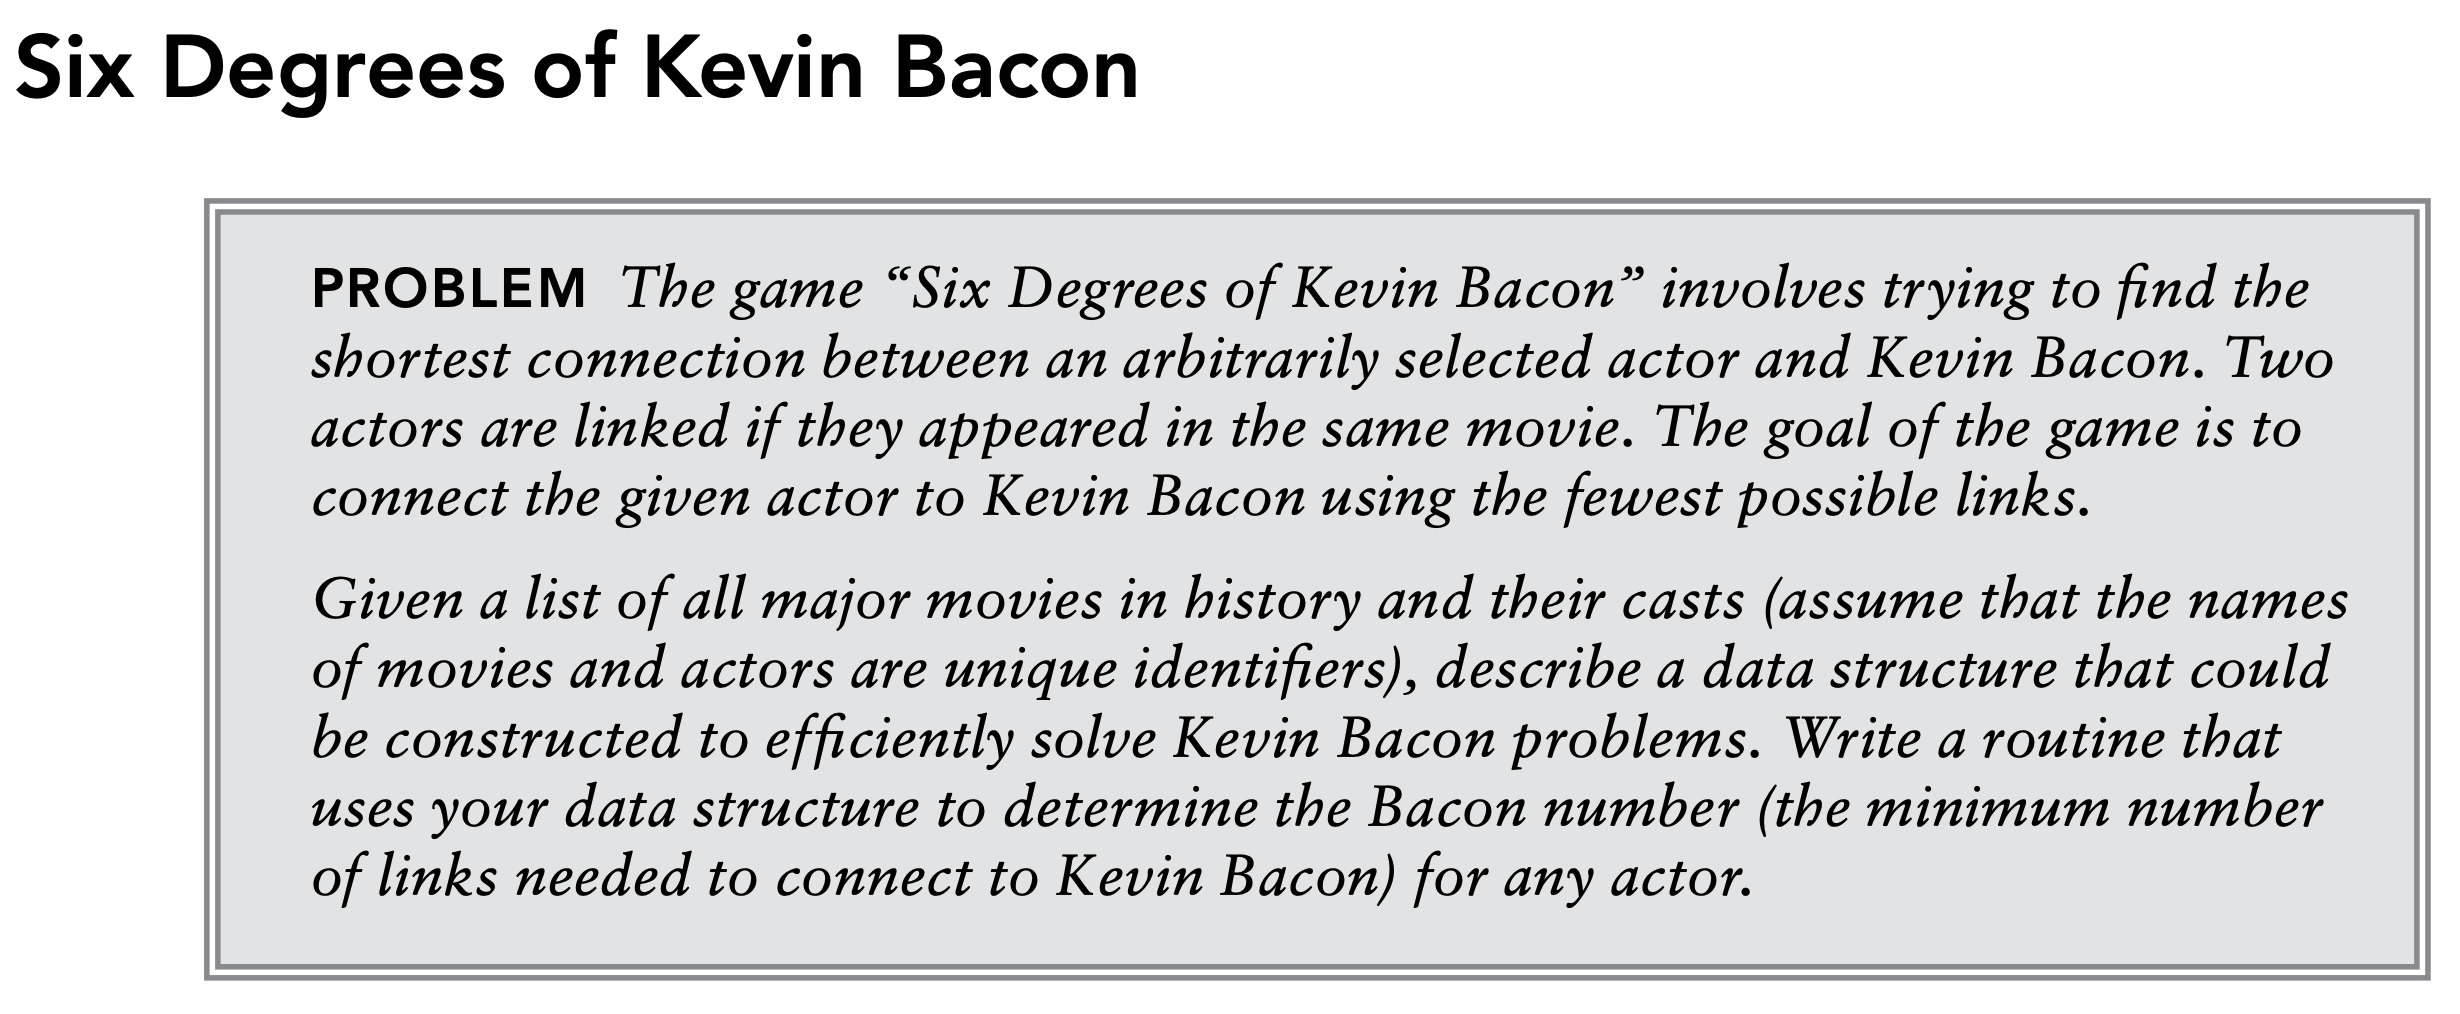 Six Degrees of Kevin Bacon
PROBLEM The game “Six Degrees of Kevin Bacon” involves trying to find the
shortest connection between an arbitrarily selected actor and Kevin Bacon. Two
actors are linked if they appeared in the same movie. The goal of the game is to
connect the given actor to Kevin Bacon using the fewest possible links.
Given a list of all major movies in history and their casts (assume that the names
of movies and actors are unique identifiers), describe a data structure that could
be constructed to efficiently solve Kevin Bacon problems. Write a routine that
uses your data structure to determine the Bacon number (the minimum number
of links needed to connect to Kevin Bacon) for any actor.